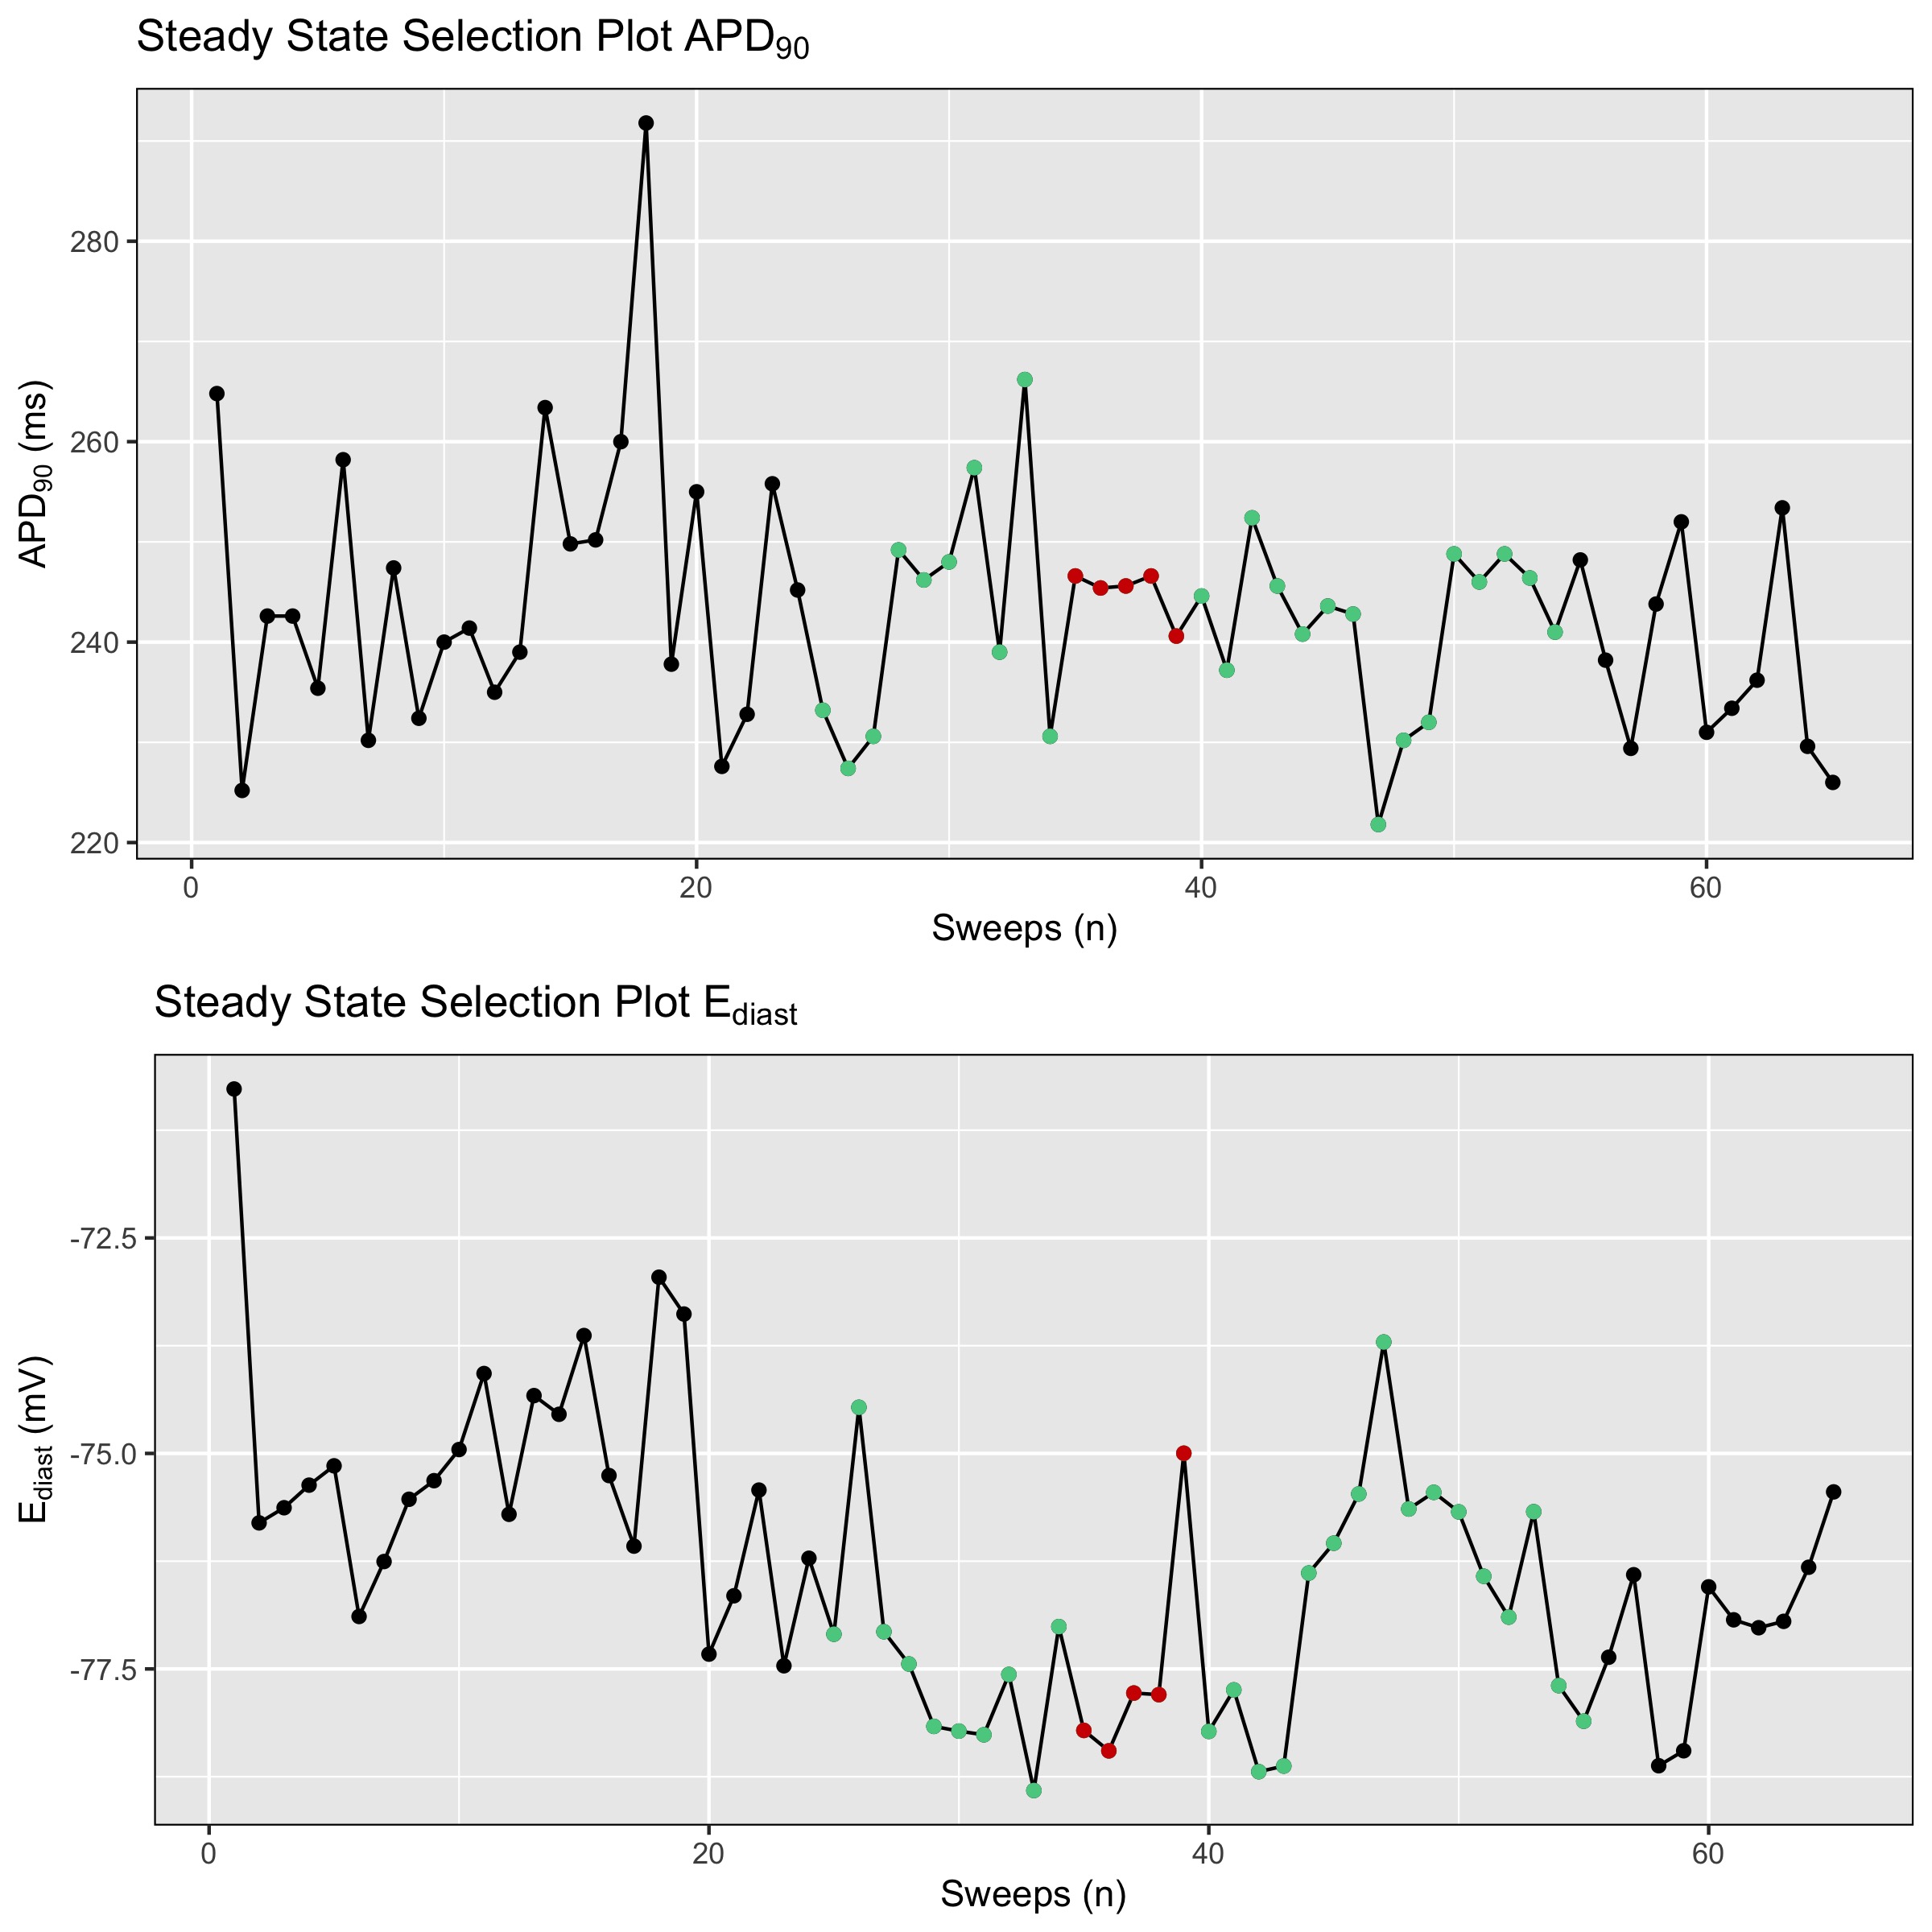 Steady State Selection Plot APD90
APD90 (ms)
280
260
240
220
0 20 40 60
Sweeps (n)
Steady State Selection Plot Ediast
Ediast (mV)
-72.5
-75.0
-77.5
0 20 40 60
Sweeps (n)